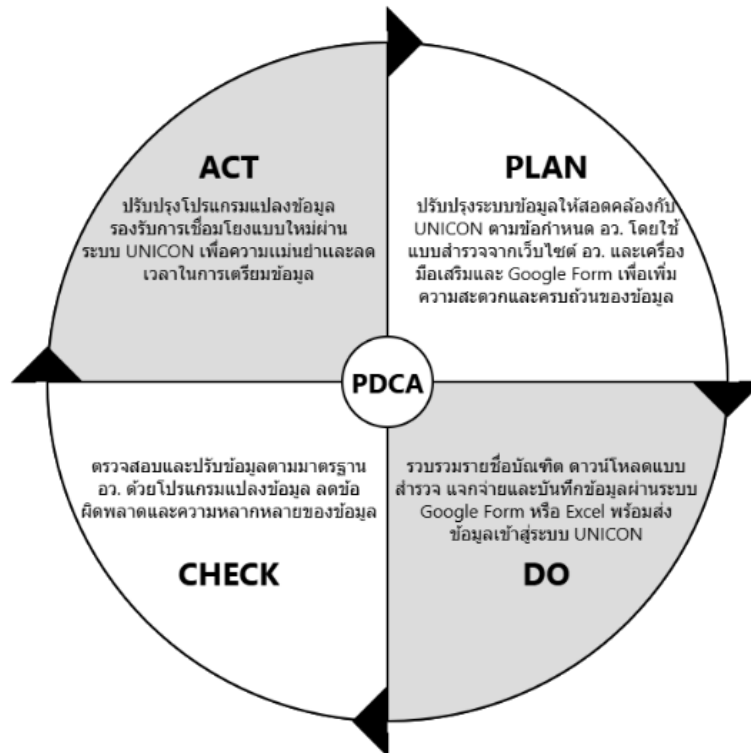 ACT
ปรับปรุงโปรแกรมแปลงข้อมูล
รองรับการเชื่อมโยงแบบใหม่ผ่าน
ระบบ UNICON เพื่อความแม่นยำและลด
เวลาในการเตรียมข้อมูล
PLAN
ปรับปรุงระบบข้อมูลให้สอดคล้องกับ
UNICON ตามข้อกำหนด อว. โดยใช้
แบบสำรวจจากเว็บไซต์ อว. และเครื่อง
มือเสริมและ Google Form เพื่อเพิ่ม
ความสะดวกและครบถ้วนของข้อมูล
PDCA
ตรวจสอบและปรับข้อมูลตามมาตรฐาน
อว. ด้วยโปรแกรมแปลงข้อมูล ลดข้อ
ผิดพลาดและความหลากหลายของข้อมูล
CHECK
รวบรวมรายชื่อบัณฑิต ดาวน์โหลดแบบ
สำรวจ แจกจ่ายและบันทึกข้อมูลผ่านระบบ
Google Form หรือ Excel พร้อมส่ง
ข้อมูลเข้าสู่ระบบ UNICON
DO